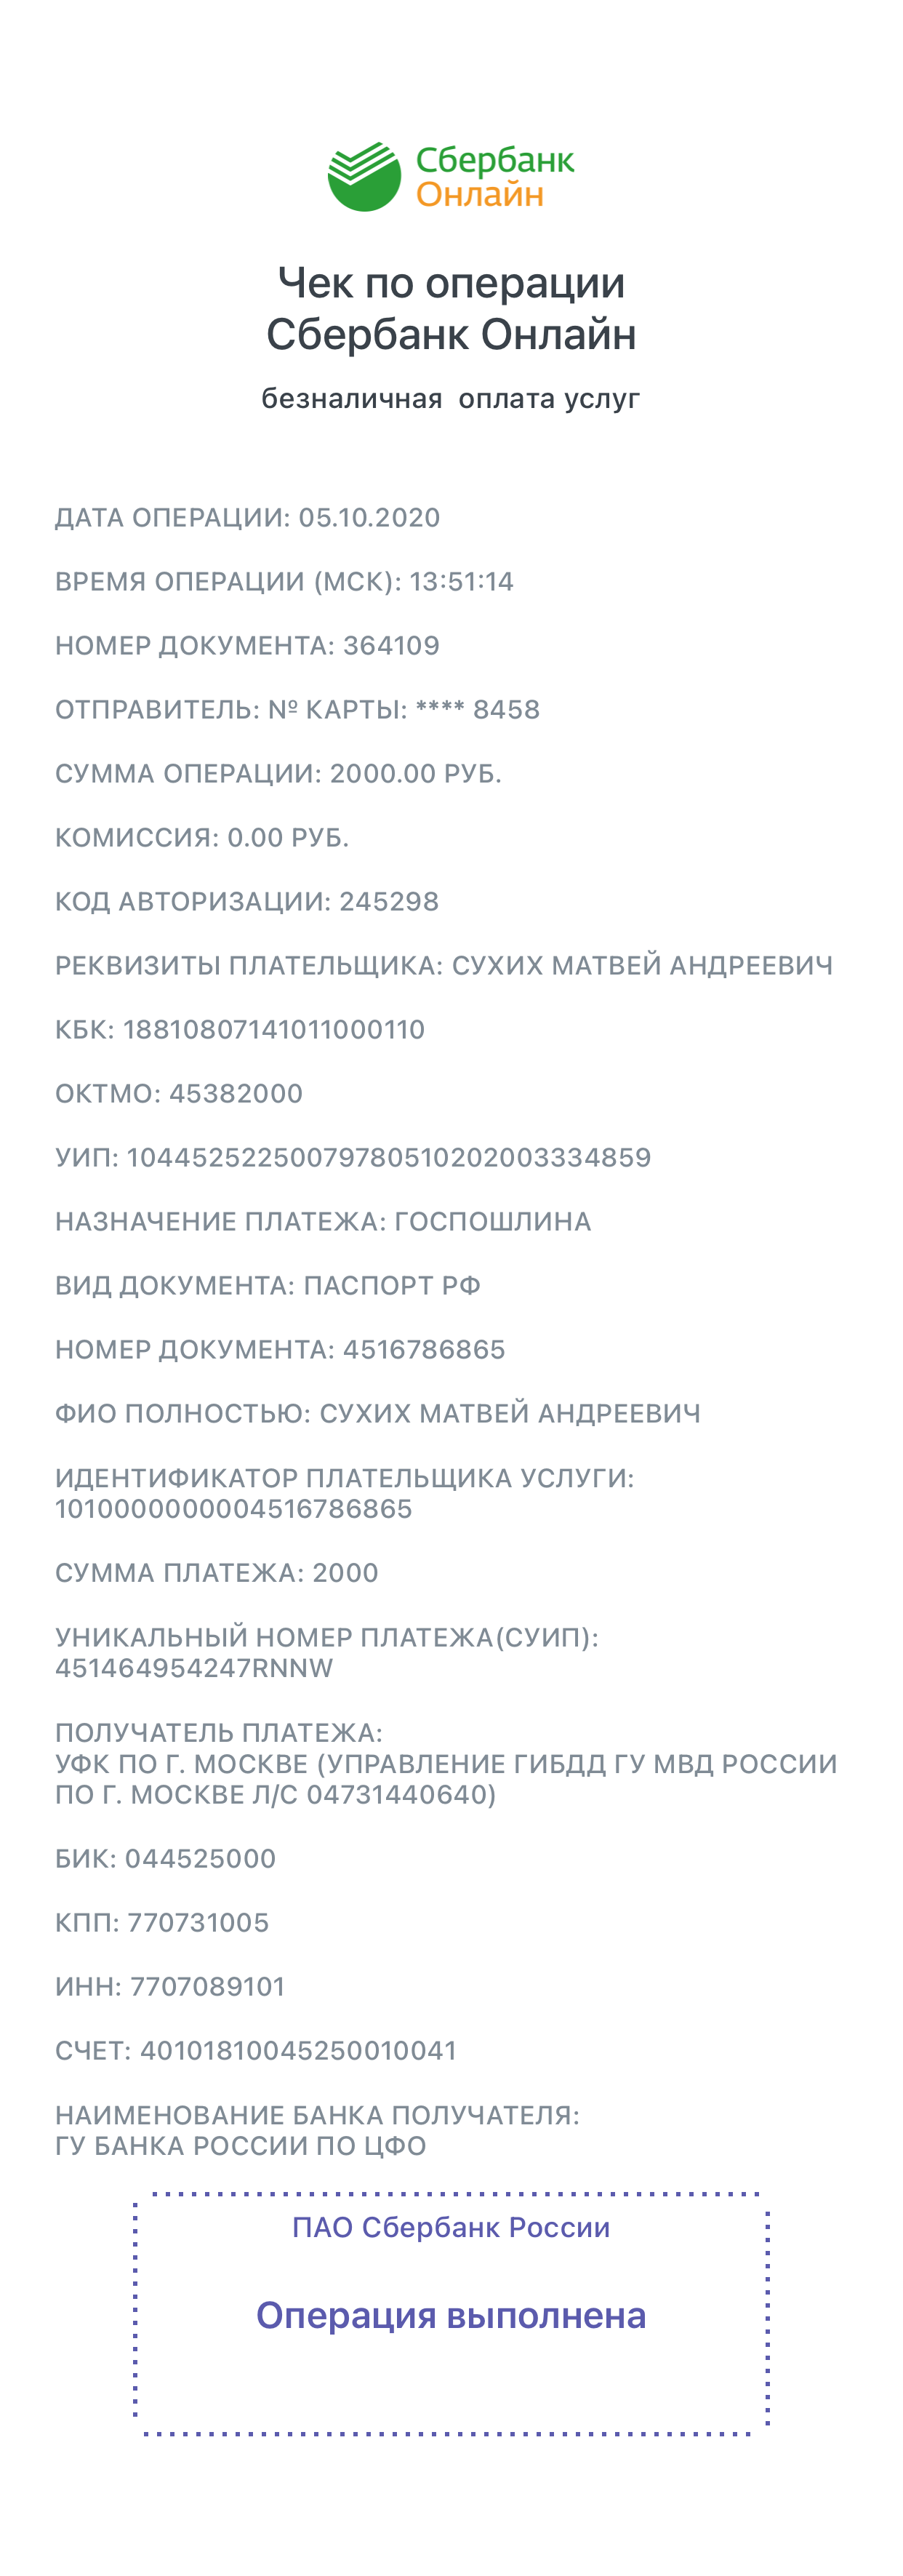 Сбербанк
Онлайн
Чек по операции
Сбербанк Онлайн
безналичная оплата услуг
ДАТА ОПЕРАЦИИ: 05.10.2020
ВРЕМЯ ОПЕРАЦИИ (МСК): 13:51:14
НОМЕР ДОКУМЕНТА: 364109
ОТПРАВИТЕЛЬ: № КАРТЫ: **** 8458
СУММА ОПЕРАЦИИ: 2000.00 РУБ.
КОМИССИЯ: 0.00 РУБ.
КОД АВТОРИЗАЦИИ: 245298
РЕКВИЗИТЫ ПЛАТЕЛЬЩИКА: СУХИХ МАТВЕЙ АНДРЕЕВИЧ
КБК: 18810807141011000110
ОКТМО: 45382000
УИП: 10445252250079780510202003334859
НАЗНАЧЕНИЕ ПЛАТЕЖА: ГОСПОШЛИНА
ВИД ДОКУМЕНТА: ПАСПОРТ РФ
НОМЕР ДОКУМЕНТА: 4516786865
ФИО ПОЛНОСТЬЮ: СУХИХ МАТВЕЙ АНДРЕЕВИЧ
ИДЕНТИФИКАТОР ПЛАТЕЛЬЩИКА УСЛУГИ:
1010000000004516786865
СУММА ПЛАТЕЖА: 2000
УНИКАЛЬНЫЙ НОМЕР ПЛАТЕЖА(СУИП):
451464954247RNNW
ПОЛУЧАТЕЛЬ ПЛАТЕЖА:
УФК ПО Г. МОСКВЕ (УПРАВЛЕНИЕ ГИБДД ГУ МВД РОССИИ
ПО Г. МОСКВЕ Л/С 04731440640)
БИК: 044525000
КПП: 770731005
ИНН: 7707089101
СЧЕТ: 40101810045250010041
НАИМЕНОВАНИЕ БАНКА ПОЛУЧАТЕЛЯ:
ГУ БАНКА РОССИИ ПО ЦФО
ПАО Сбербанк России
Операция выполнена